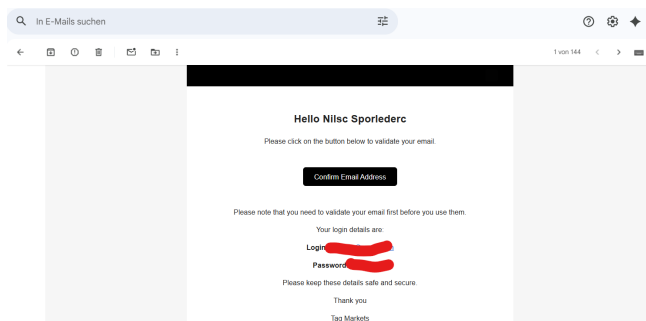 In E-Mails suchen
1 von 144
Hello Nilsc Sporlederc
Please click on the button below to validate your email.
Confirm Email Address
Please note that you need to validate your email first before you use them.
Your login details are:
Login
Password
Please keep these details safe and secure.
Thank you
Tag Markets